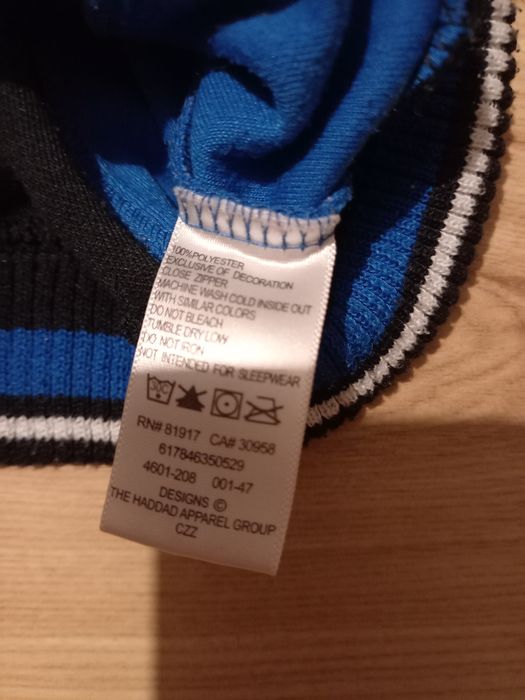 100%POLYESTER
EXCLUSIVE OF DECORATION
CLOSE ZIPPER
MACHINE WASH COLD INSIDE OUT
WITH SIMILAR COLORS
DO NOT BLEACH
TUMBLE DRY LOW
DO NOT IRON
NOT INTENDED FOR SLEEPWEAR
RN# 81917 CA# 30958
617846350529
4601-208 001-47
DESIGNS ©
THE HADDAD APPAREL GROUP
CZZ